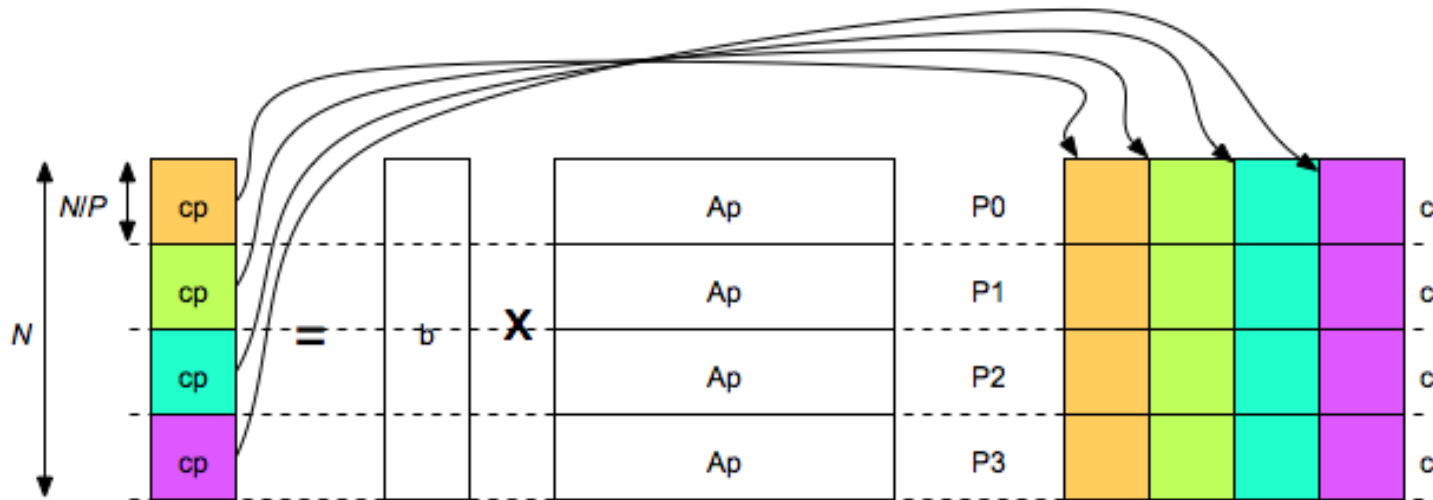 N/P cp Ap P0 c
cp Ap P1 c
N = b X
cp Ap P2 c
cp Ap P3 c